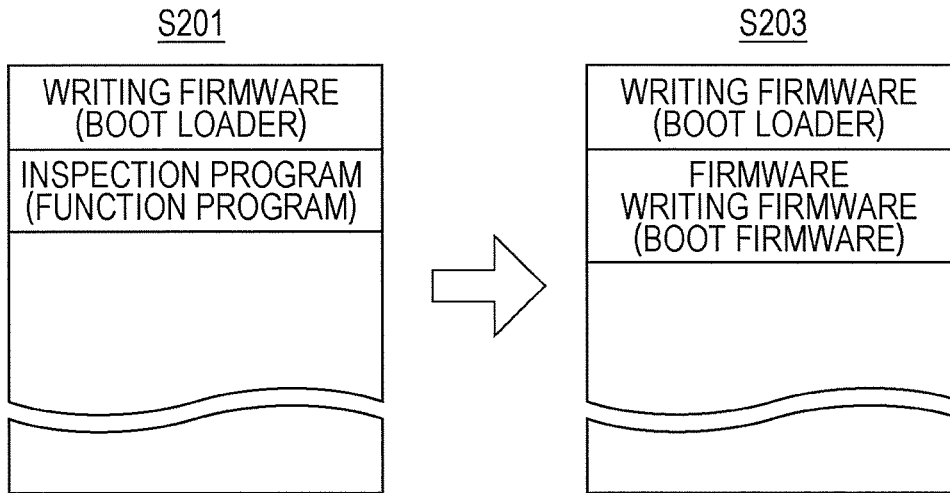 S201
WRITING FIRMWARE
(BOOT LOADER)
INSPECTION PROGRAM
(FUNCTION PROGRAM)
S203
WRITING FIRMWARE
(BOOT LOADER)
FIRMWARE
WRITING FIRMWARE
(BOOT FIRMWARE)